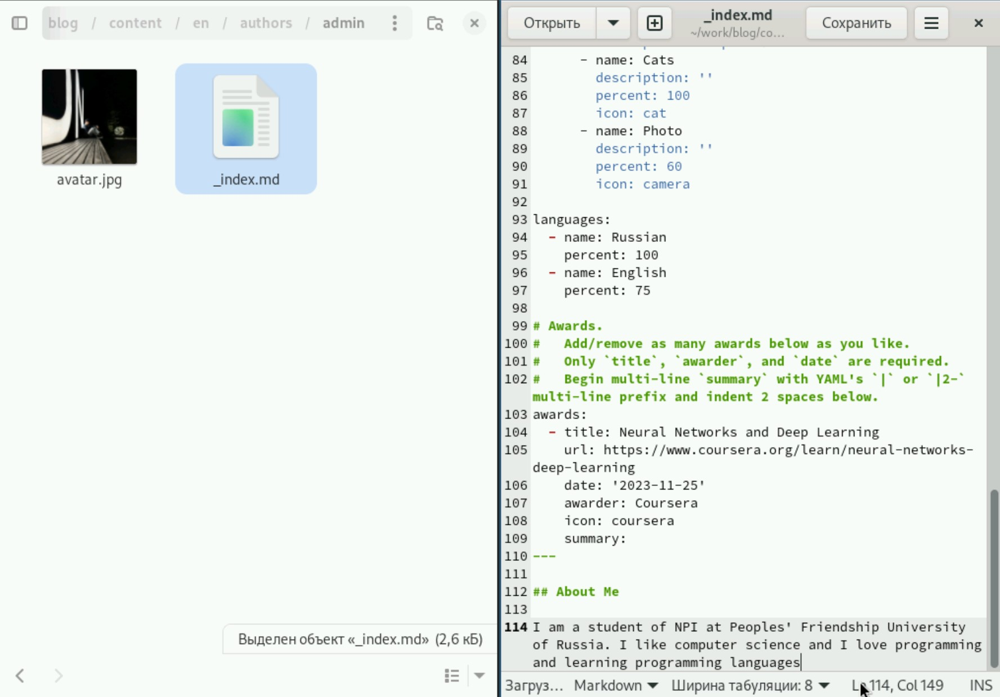 blog / content / en / authors / admin
avatar.jpg
_index.md
Выделен объект «_index.md» (2,6 кБ)
Открыть
_index.md
~/work/blog/co...
Сохранить
84 - name: Cats
85 description: ''
86 percent: 100
87 icon: cat
88 - name: Photo
89 description: ''
90 percent: 60
91 icon: camera
92
93 languages:
94 - name: Russian
95 percent: 100
96 - name: English
97 percent: 75
98
99 # Awards.
100 #   Add/remove as many awards below as you like.
101 #   Only `title`, `awarder`, and `date` are required.
102 #   Begin multi-line `summary` with YAML's `|` or `|2-`
multi-line prefix and indent 2 spaces below.
103 awards:
104 - title: Neural Networks and Deep Learning
105 url: https://www.coursera.org/learn/neural-networks-
deep-learning
106 date: '2023-11-25'
107 awarder: Coursera
108 icon: coursera
109 summary:
110 ---
111
112 ## About Me
113
114 I am a student of NPI at Peoples' Friendship University
of Russia. I like computer science and I love programming
and learning programming languages
Загруз... Markdown Ширина табуляции: 8 114, Col 149 INS